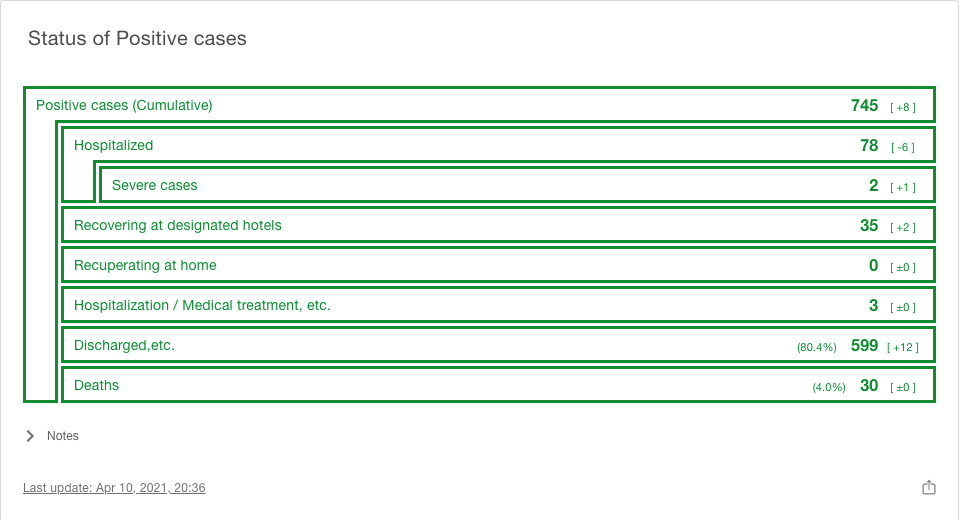 Status of Positive cases
Positive cases (Cumulative) 745 [ +8 ]
Hospitalized 78 [ -6 ]
Severe cases 2 [ +1 ]
Recovering at designated hotels 35 [ +2 ]
Recuperating at home 0 [ ±0 ]
Hospitalization / Medical treatment, etc. 3 [ ±0 ]
Discharged,etc. (80.4%) 599 [ +12 ]
Deaths (4.0%) 30 [ ±0 ]
Notes
Last update: Apr 10, 2021, 20:36